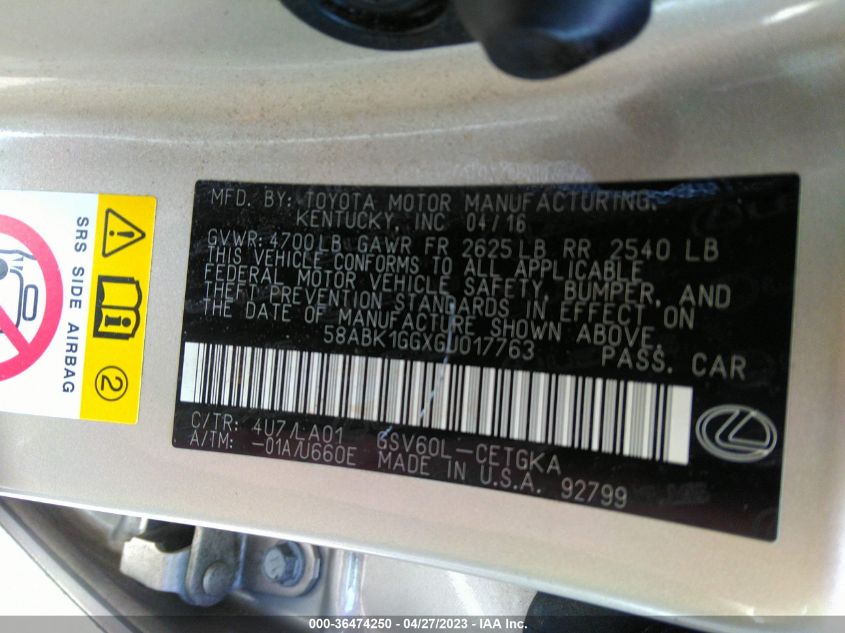 SRS SIDE AIRBAG
2
MFD. BY: TOYOTA MOTOR MANUFACTURING,
KENTUCKY, INC 04/16
GVWR: 4700LB GAWR FR 2625LB RR 2540 LB
THIS VEHICLE CONFORMS TO ALL APPLICABLE
FEDERAL MOTOR VEHICLE SAFETY, BUMPER, AND
THEFT PREVENTION STANDARDS IN EFFECT ON
THE DATE OF MANUFACTURE SHOWN ABOVE.
58ABK1GGXGU017763 PASS. CAR
C/TR: 4U7/LA01 GSV60L-CETGKA
A/TM: -01A/U660E MADE IN U.S.A. 92799
000-36474250 - 04/27/2023 - IAA Inc.